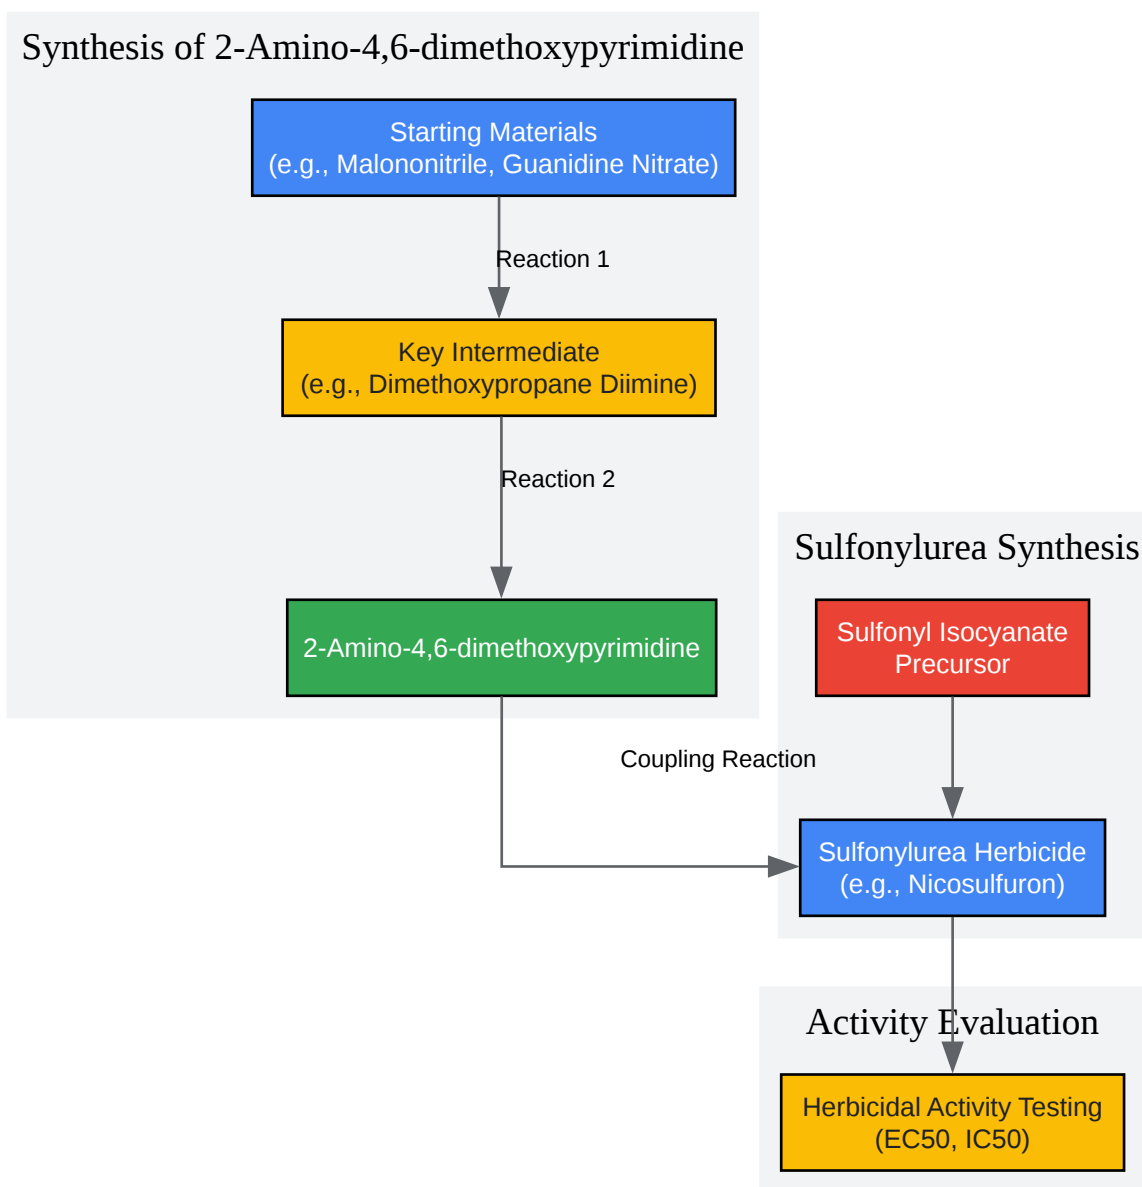 Synthesis of 2-Amino-4,6-dimethoxypyrimidine
Starting Materials
(e.g., Malononitrile, Guanidine Nitrate)
Reaction 1
Key Intermediate
(e.g., Dimethoxypropane Diimine)
Reaction 2
2-Amino-4,6-dimethoxypyrimidine
Sulfonylurea Synthesis
Sulfonyl Isocyanate
Precursor
Coupling Reaction
Sulfonylurea Herbicide
(e.g., Nicosulfuron)
Activity Evaluation
Herbicidal Activity Testing
(EC50, IC50)